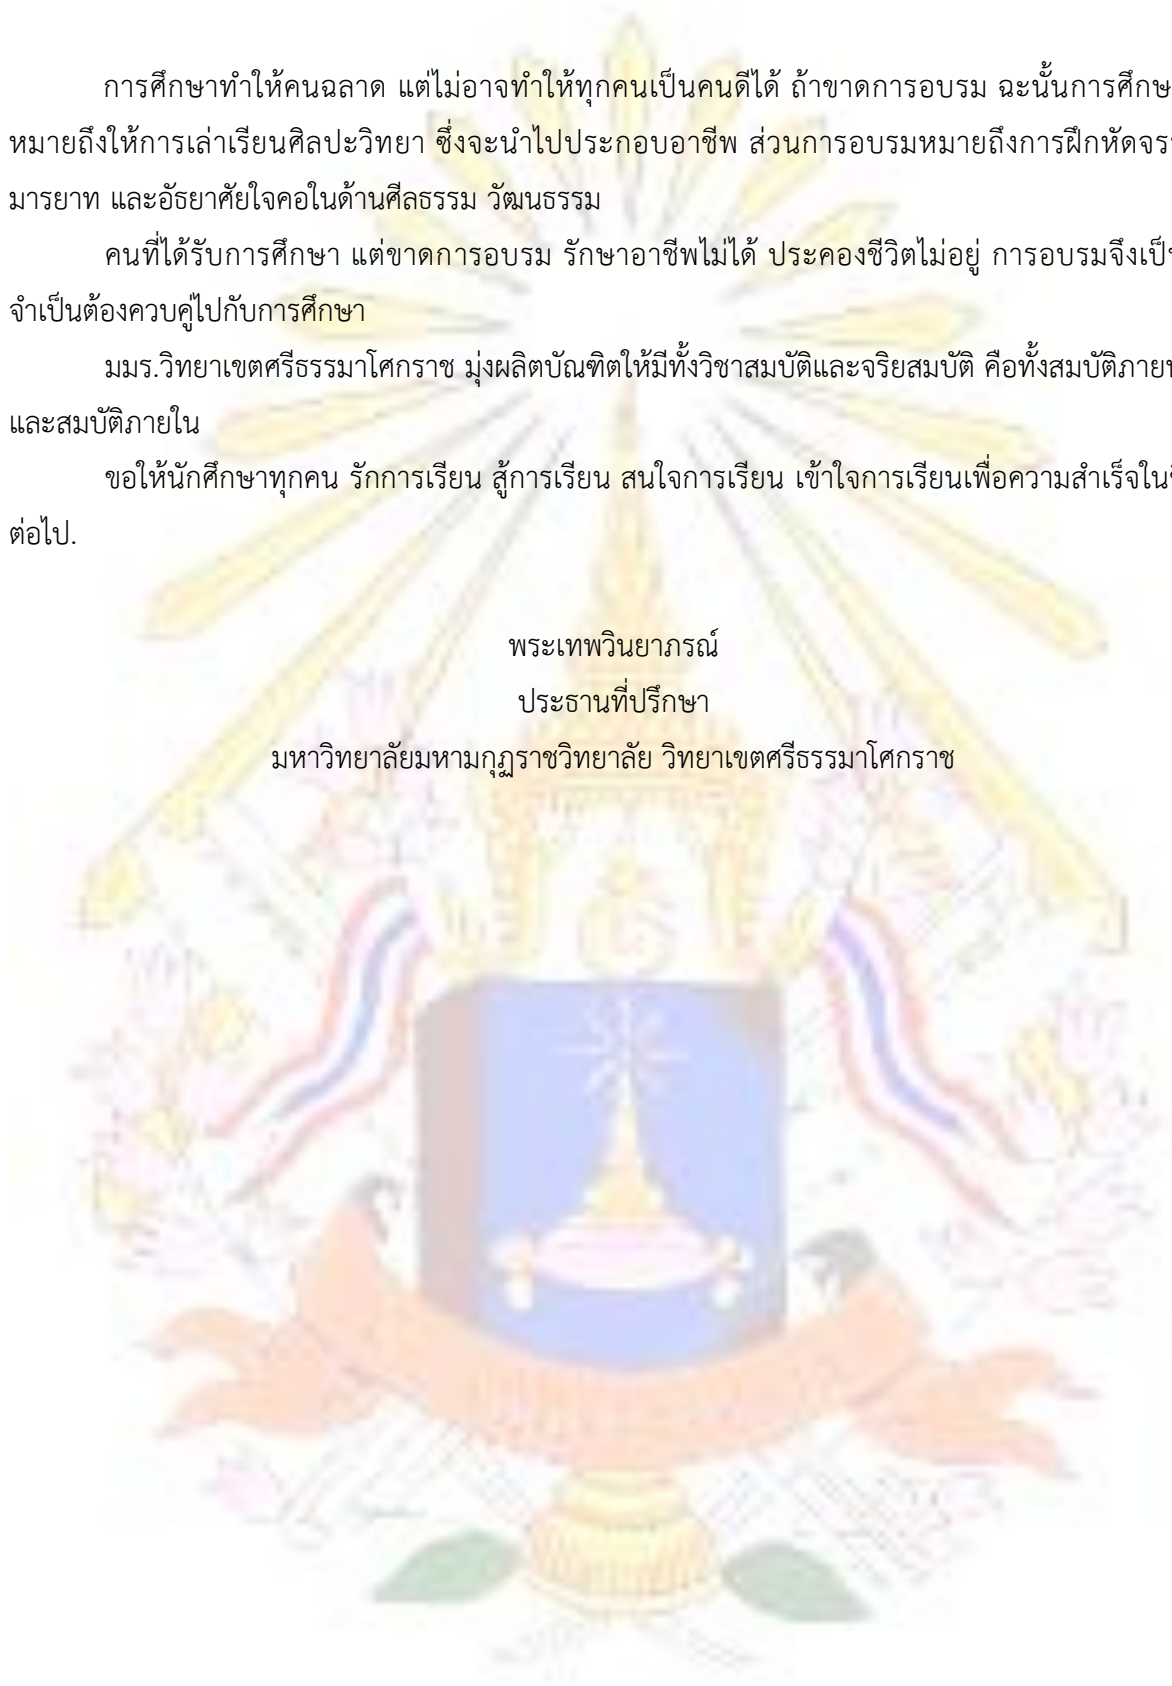 การศึกษาทำให้คนฉลาด แต่ไม่อาจทำให้ทุกคนเป็นคนดีได้ ถ้าขาดการอบรม ฉะนั้นการศึกษ
หมายถึงให้การเล่าเรียนศิลปะวิทยา ซึ่งจะนำไปประกอบอาชีพ ส่วนการอบรมหมายถึงการฝึกหัดจร
มารยาท และอัธยาศัยใจคอในด้านศีลธรรม วัฒนธรรม
คนที่ได้รับการศึกษา แต่ขาดการอบรม รักษาอาชีพไม่ได้ ประคองชีวิตไม่อยู่ การอบรมจึงเป็น
จำเป็นต้องควบคู่ไปกับการศึกษา
มมร.วิทยาเขตศรีธรรมาโศกราช มุ่งผลิตบัณฑิตให้มีทั้งวิชาสมบัติและจริยสมบัติ คือทั้งสมบัติภายน
และสมบัติภายใน
ขอให้นักศึกษาทุกคน รักการเรียน สู้การเรียน สนใจการเรียน เข้าใจการเรียนเพื่อความสำเร็จใน
ต่อไป.
พระเทพวินยาภรณ์
ประธานที่ปรึกษา
มหาวิทยาลัยมหามกุฏราชวิทยาลัย วิทยาเขตศรีธรรมาโศกราช